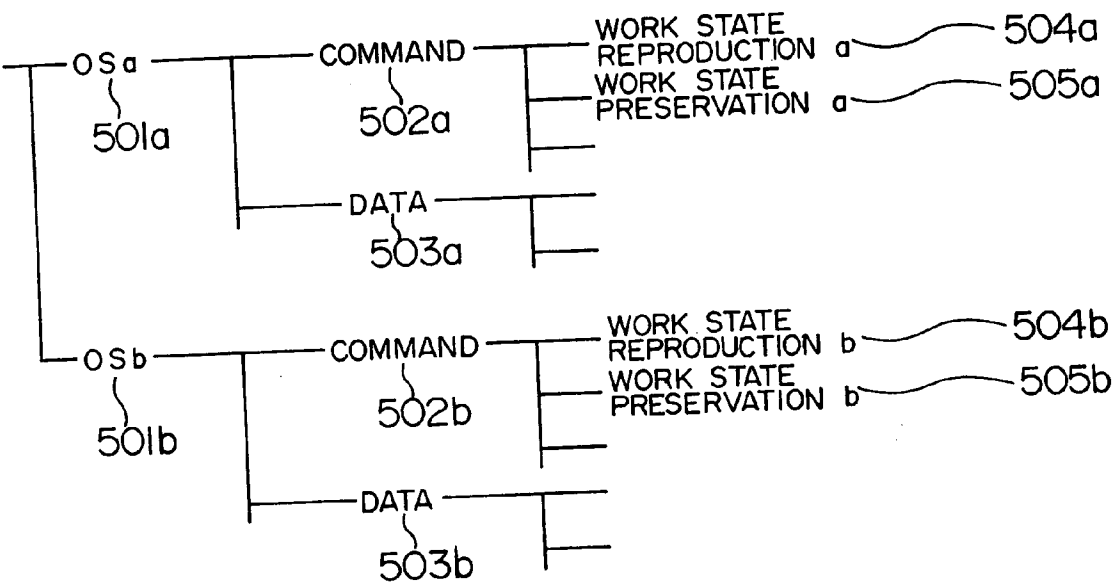 OSa
501a
COMMAND
502a
WORK STATE
REPRODUCTION a
504a
WORK STATE
PRESERVATION a
505a
DATA
503a
OSb
501b
COMMAND
502b
WORK STATE
REPRODUCTION b
504b
WORK STATE
PRESERVATION b
505b
DATA
503b